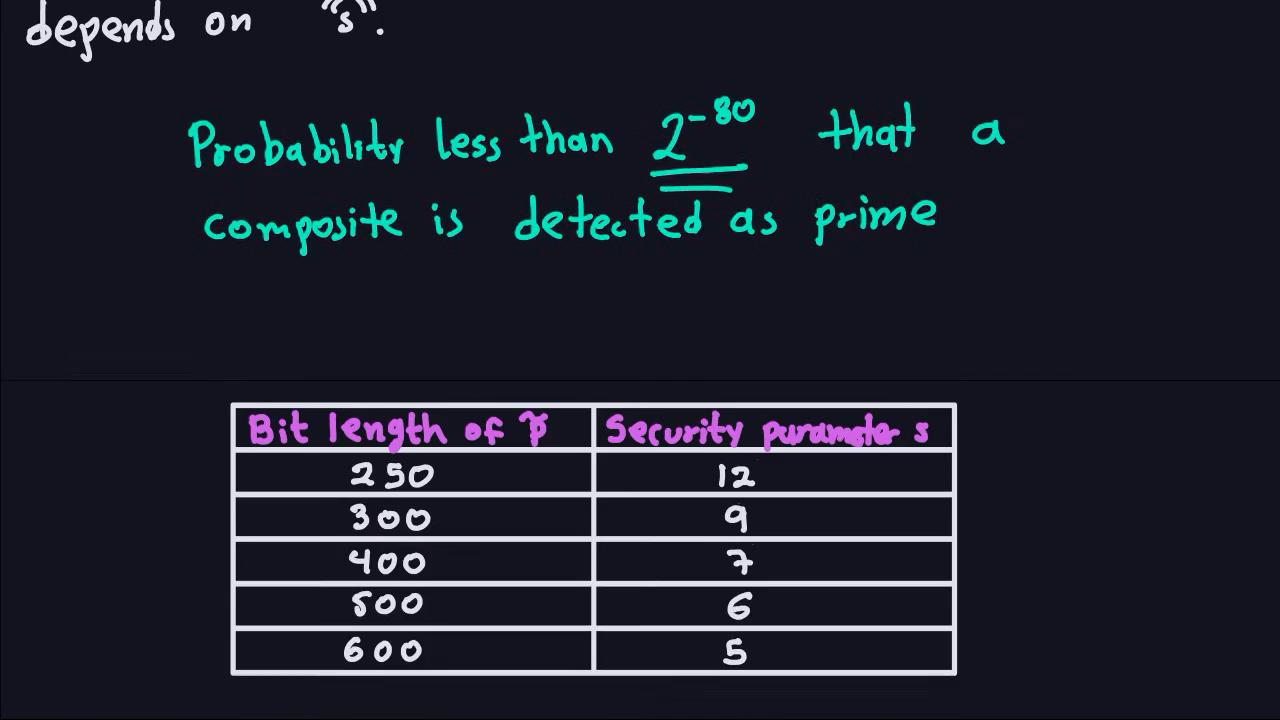 depends on "s".
Probability less than 2^-80 that a
composite is detected as prime
Bit length of p̃ Security parameter s
250 12
300 9
400 7
500 6
600 5